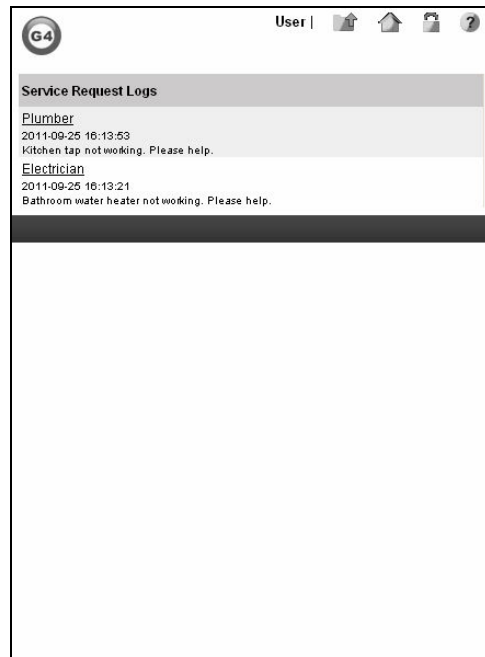 G4
User |
?
Service Request Logs
Plumber
2011-09-25 16:13:53
Kitchen tap not working. Please help.
Electrician
2011-09-25 16:13:21
Bathroom water heater not working. Please help.